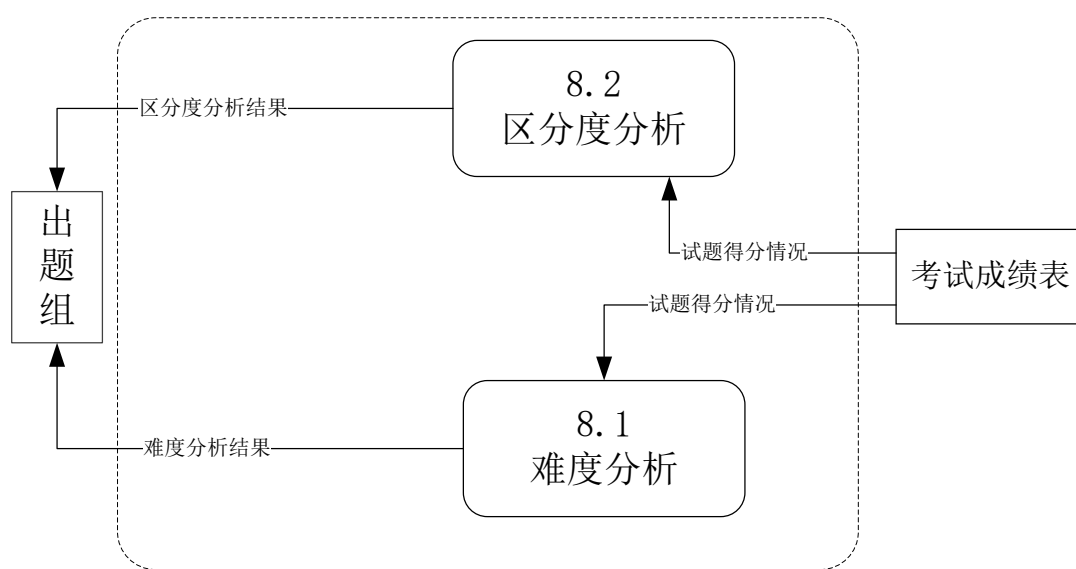 8.2
区分度分析
区分度分析结果
出
题
组
试题得分情况
考试成绩表
试题得分情况
8.1
难度分析
难度分析结果